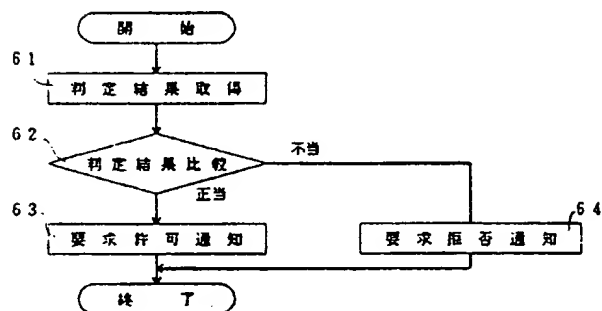 開 始
61
判 定 結 果 取 得
62
判 定 結 果 比 較
不当
正当
63
要 求 許 可 通 知
64
要 求 拒 否 通 知
終 了